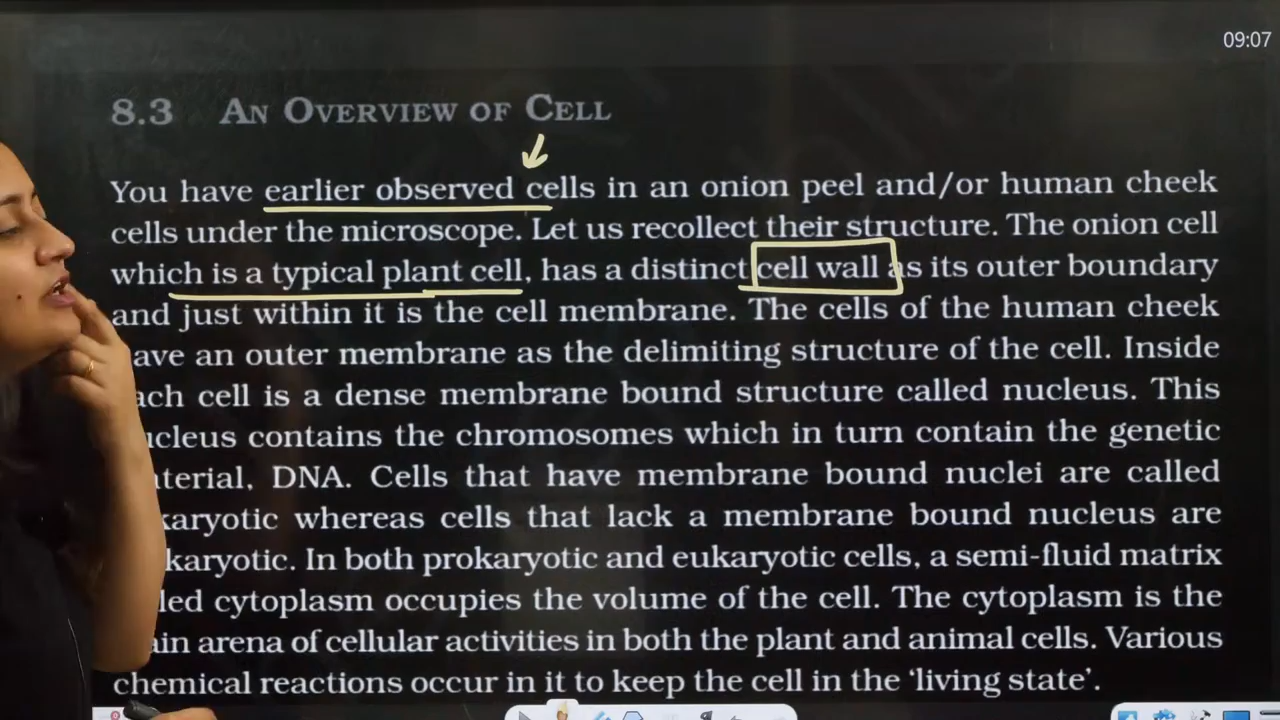 09:07
8.3 AN OVERVIEW OF CELL
You have earlier observed cells in an onion peel and/or human cheek
cells under the microscope. Let us recollect their structure. The onion cell
which is a typical plant cell, has a distinct cell wall as its outer boundary
and just within it is the cell membrane. The cells of the human cheek
ave an outer membrane as the delimiting structure of the cell. Inside
ach cell is a dense membrane bound structure called nucleus. This
ucleus contains the chromosomes which in turn contain the genetic
terial, DNA. Cells that have membrane bound nuclei are called
karyotic whereas cells that lack a membrane bound nucleus are
karyotic. In both prokaryotic and eukaryotic cells, a semi-fluid matrix
led cytoplasm occupies the volume of the cell. The cytoplasm is the
ain arena of cellular activities in both the plant and animal cells. Various
chemical reactions occur in it to keep the cell in the ‘living state’.